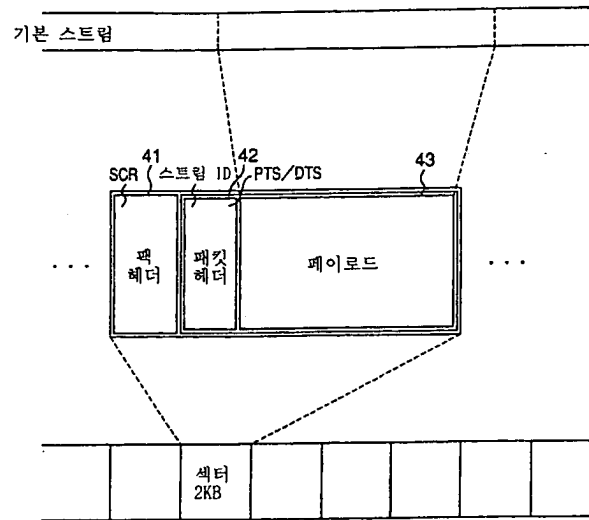 기본 스트림
41 42 43
SCR 스트림 ID PTS/DTS
팩
헤더
패킷
헤더
페이로드
...
...
섹터
2KB